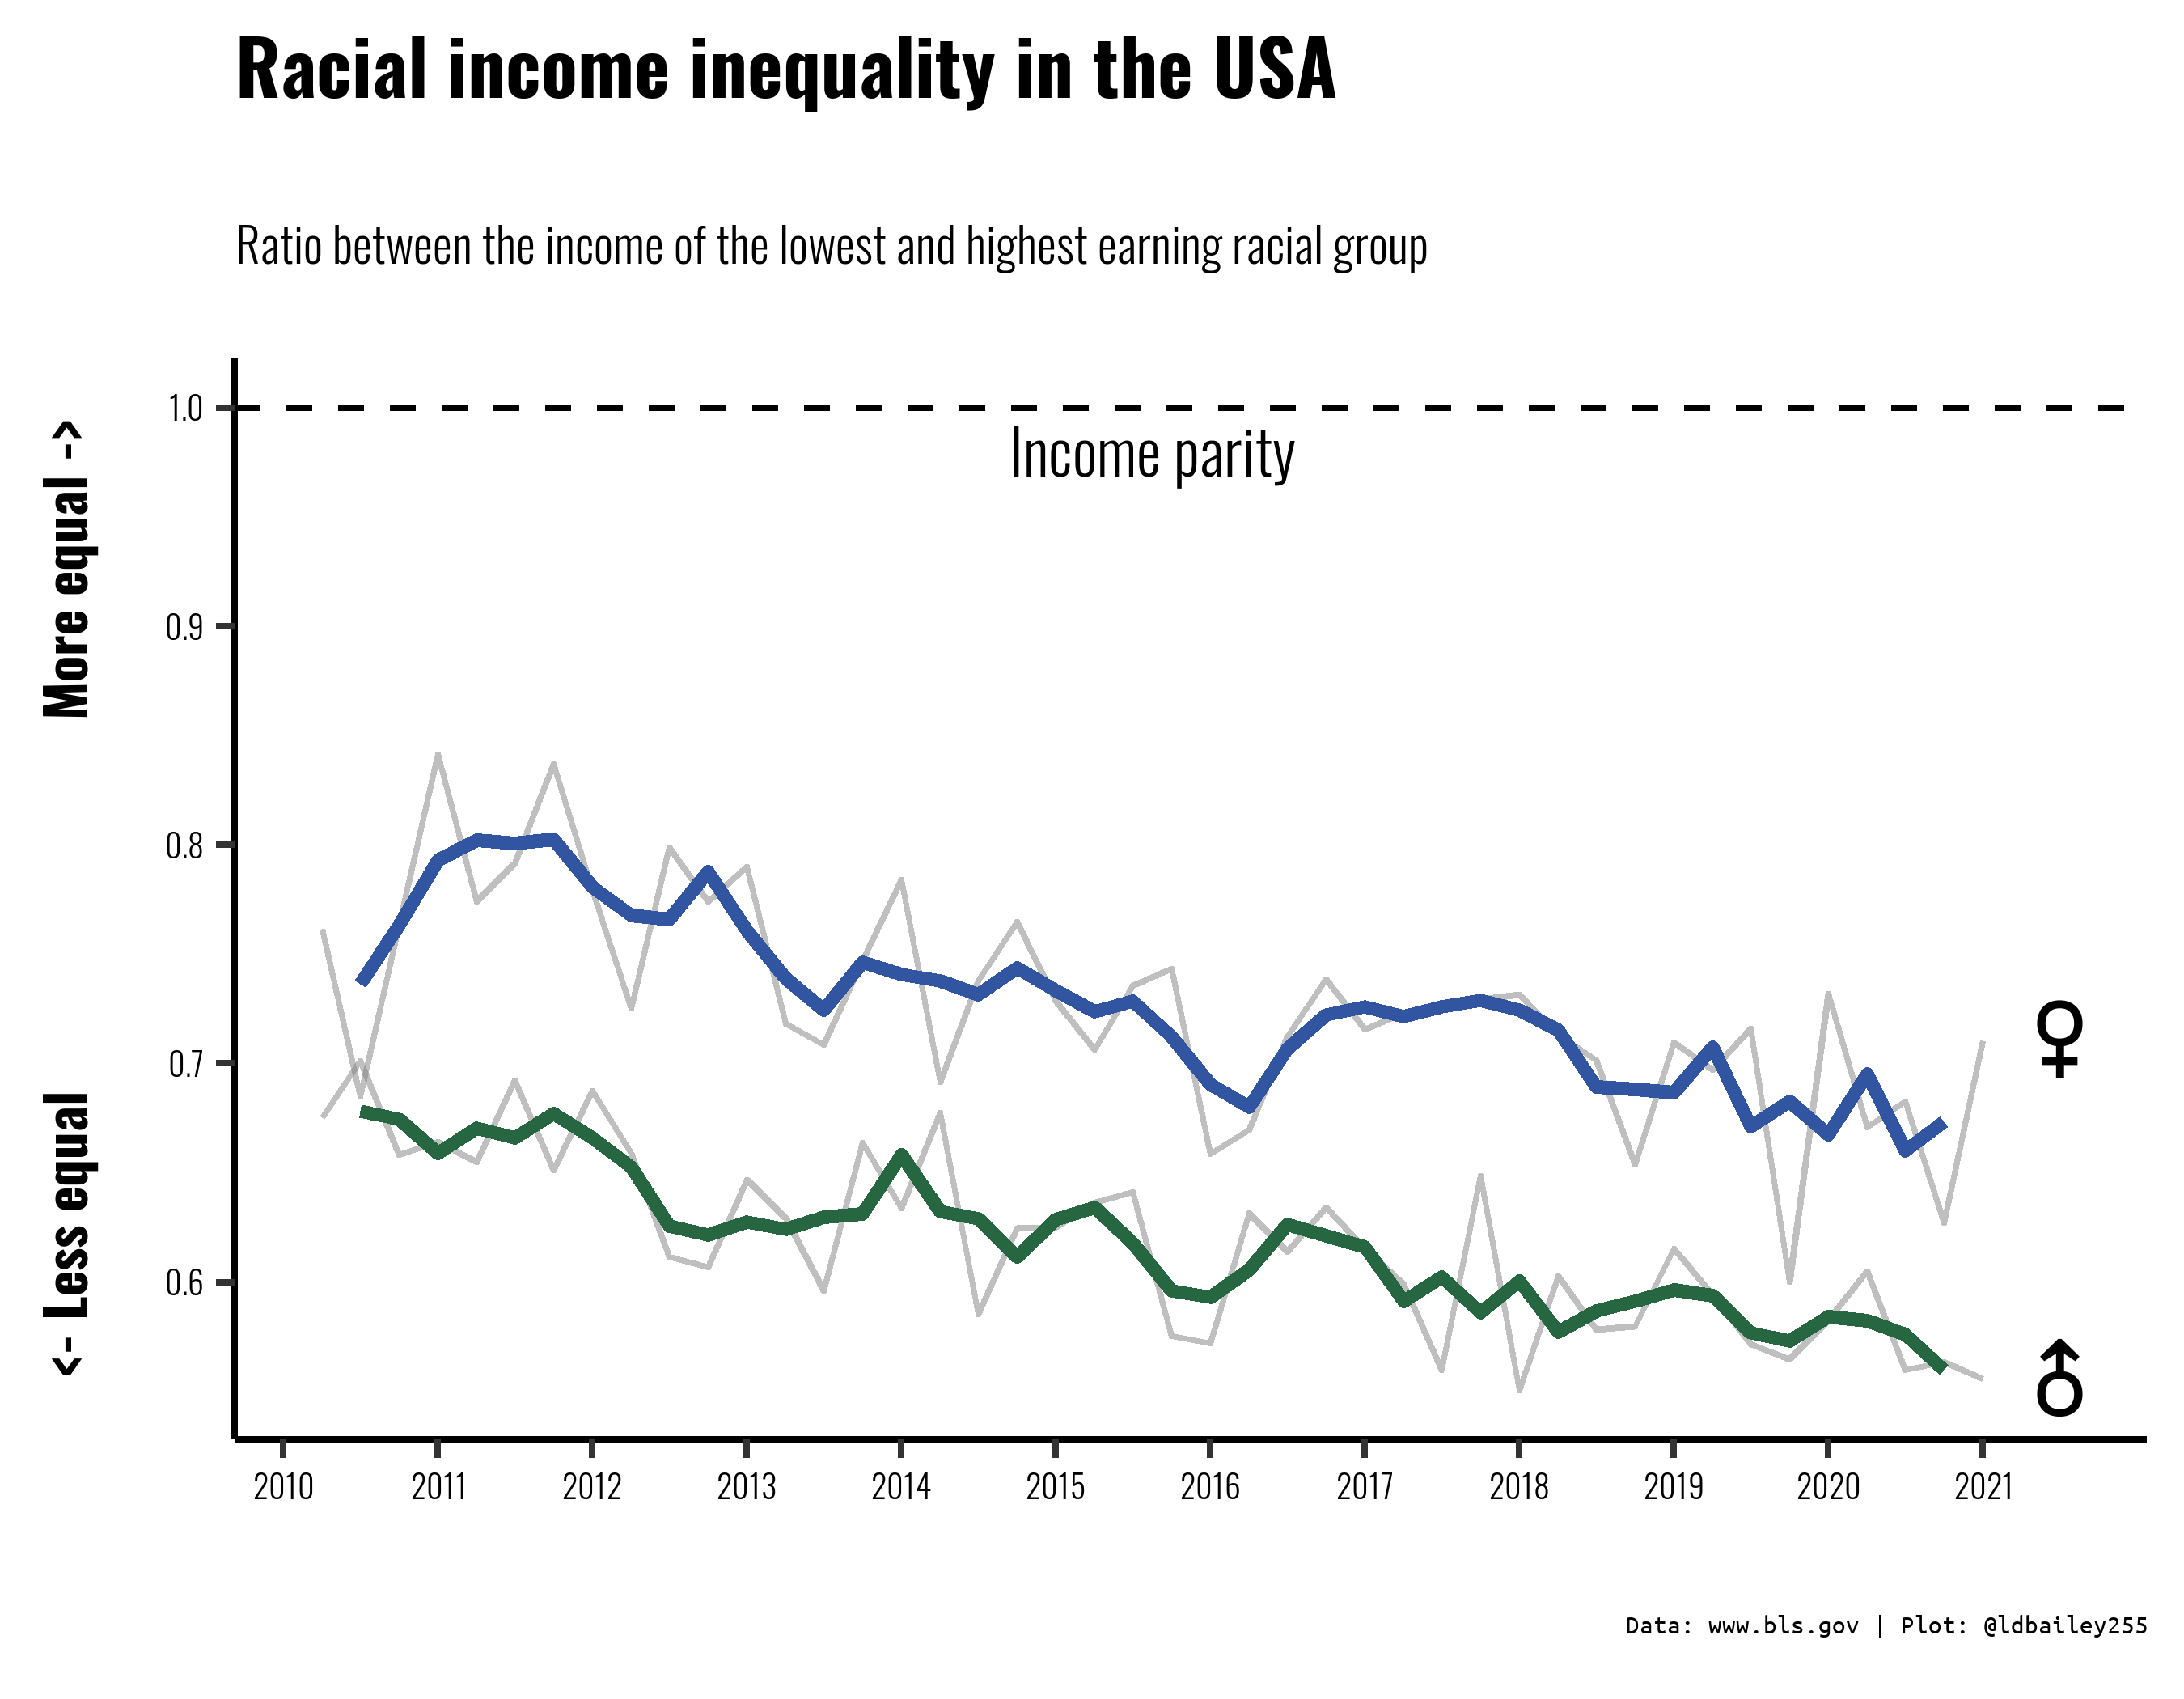 Racial income inequality in the USA
Ratio between the income of the lowest and highest earning racial group
More equal ->
<- Less equal
1.0
0.9
0.8
0.7
0.6
Income parity
♀
♂
2010 2011 2012 2013 2014 2015 2016 2017 2018 2019 2020 2021
Data: www.bls.gov | Plot: @ldbailey255